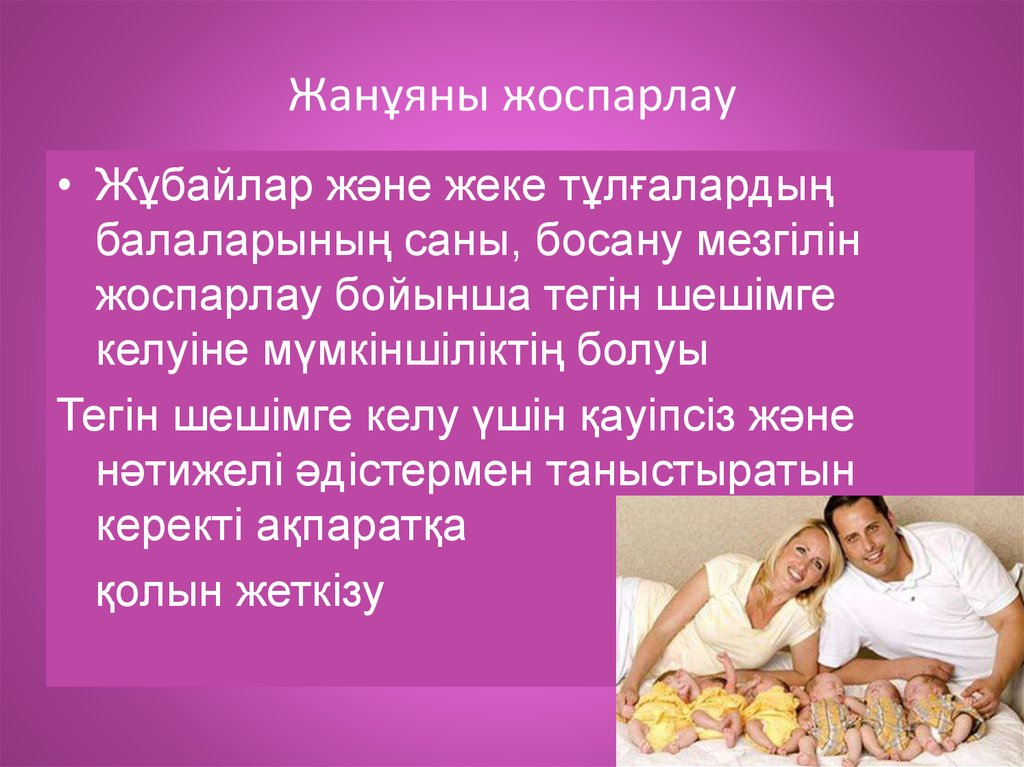 Жанұяны жоспарлау
• Жұбайлар және жеке тұлғалардың
балаларының саны, босану мезгілін
жоспарлау бойынша тегін шешімге
келуіне мүмкіншіліктің болуы
Тегін шешімге келу үшін қауіпсіз және
нәтижелі әдістермен таныстыратын
керекті ақпаратқа
қолын жеткізу